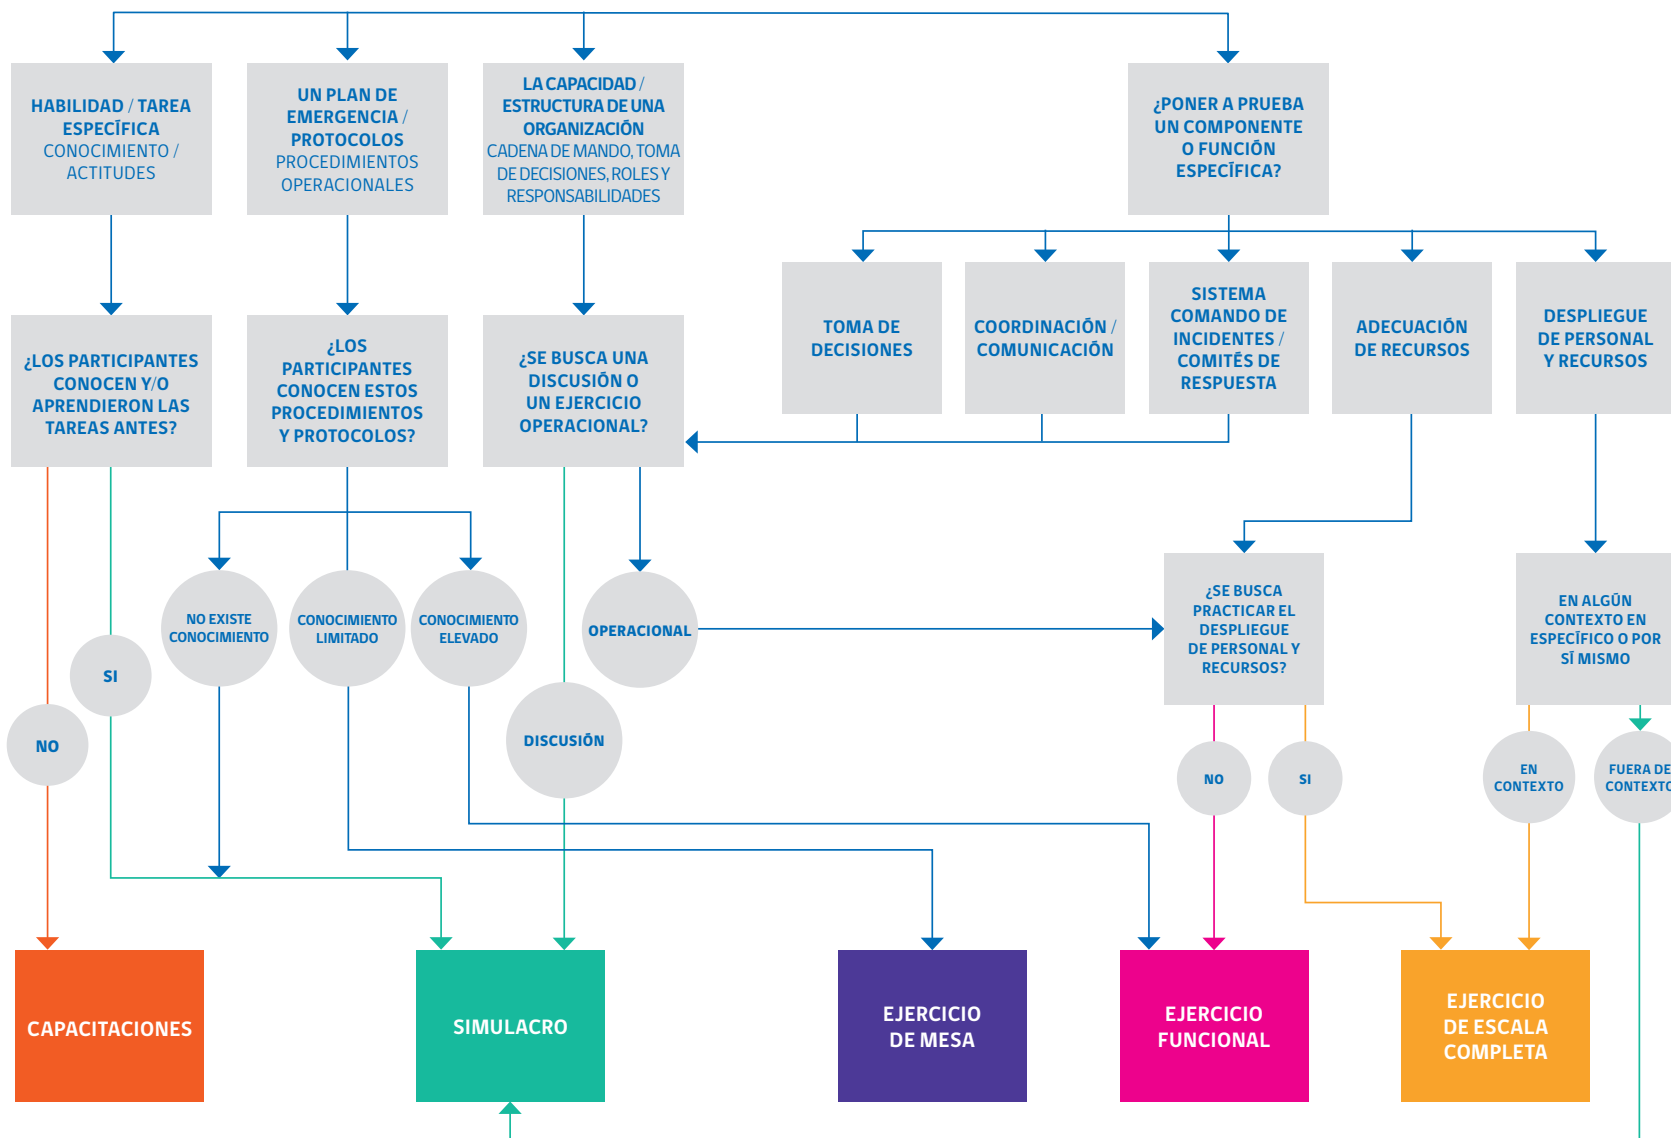 HABILIDAD / TAREA
ESPECÍFICA
CONOCIMIENTO /
ACTITUDES
UN PLAN DE
EMERGENCIA /
PROTOCOLOS
PROCEDIMIENTOS
OPERACIONALES
LA CAPACIDAD /
ESTRUCTURA DE UNA
ORGANIZACIÓN
CADENA DE MANDO, TOMA
DE DECISIONES, ROLES Y
RESPONSABILIDADES
¿PONER A PRUEBA
UN COMPONENTE
O FUNCIÓN
ESPECÍFICA?
TOMA DE
DECISIONES
COORDINACIÓN /
COMUNICACIÓN
SISTEMA
COMANDO DE
INCIDENTES /
COMITÉS DE
RESPUESTA
ADECUACIÓN
DE RECURSOS
DESPLIEGUE
DE PERSONAL
Y RECURSOS
¿LOS PARTICIPANTES
CONOCEN Y/O
APRENDIERON LAS
TAREAS ANTES?
¿LOS
PARTICIPANTES
CONOCEN ESTOS
PROCEDIMIENTOS
Y PROTOCOLOS?
¿SE BUSCA UNA
DISCUSIÓN O
UN EJERCICIO
OPERACIONAL?
NO EXISTE
CONOCIMIENTO
CONOCIMIENTO
LIMITADO
CONOCIMIENTO
ELEVADO
OPERACIONAL
¿SE BUSCA
PRACTICAR EL
DESPLIEGUE
DE PERSONAL Y
RECURSOS?
EN ALGÚN
CONTEXTO EN
ESPECÍFICO O POR
SÍ MISMO
SI
NO
DISCUSIÓN
NO
SI
EN
CONTEXTO
FUERA DE
CONTEXTO
CAPACITACIONES
SIMULACRO
EJERCICIO
DE MESA
EJERCICIO
FUNCIONAL
EJERCICIO
DE ESCALA
COMPLETA